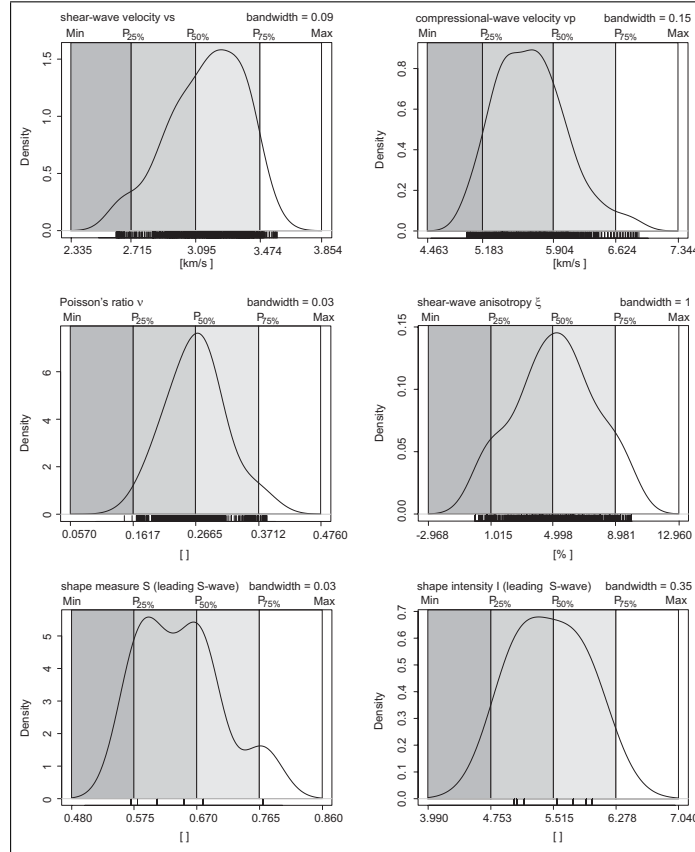 shear-wave velocity vs bandwidth = 0.09
Min P25% P50% P75% Max
Density
0.0 0.5 1.0 1.5
2.335 2.715 3.095 3.474 3.854
[km/s]
compressional-wave velocity vp bandwidth = 0.15
Min P25% P50% P75% Max
Density
0.0 0.2 0.4 0.6 0.8
4.463 5.183 5.904 6.624 7.344
[km/s]
Poisson's ratio ν bandwidth = 0.03
Min P25% P50% P75% Max
Density
0 2 4 6
0.0570 0.1617 0.2665 0.3712 0.4760
[ ]
shear-wave anisotropy ξ bandwidth = 1
Min P25% P50% P75% Max
Density
0.00 0.05 0.10 0.15
-2.968 1.015 4.998 8.981 12.960
[%]
shape measure S (leading S-wave) bandwidth = 0.03
Min P25% P50% P75% Max
Density
0 1 2 3 4 5
0.480 0.575 0.670 0.765 0.860
[ ]
shape intensity I (leading S-wave) bandwidth = 0.35
Min P25% P50% P75% Max
Density
0.0 0.1 0.2 0.3 0.4 0.5 0.6 0.7
3.990 4.753 5.515 6.278 7.040
[ ]